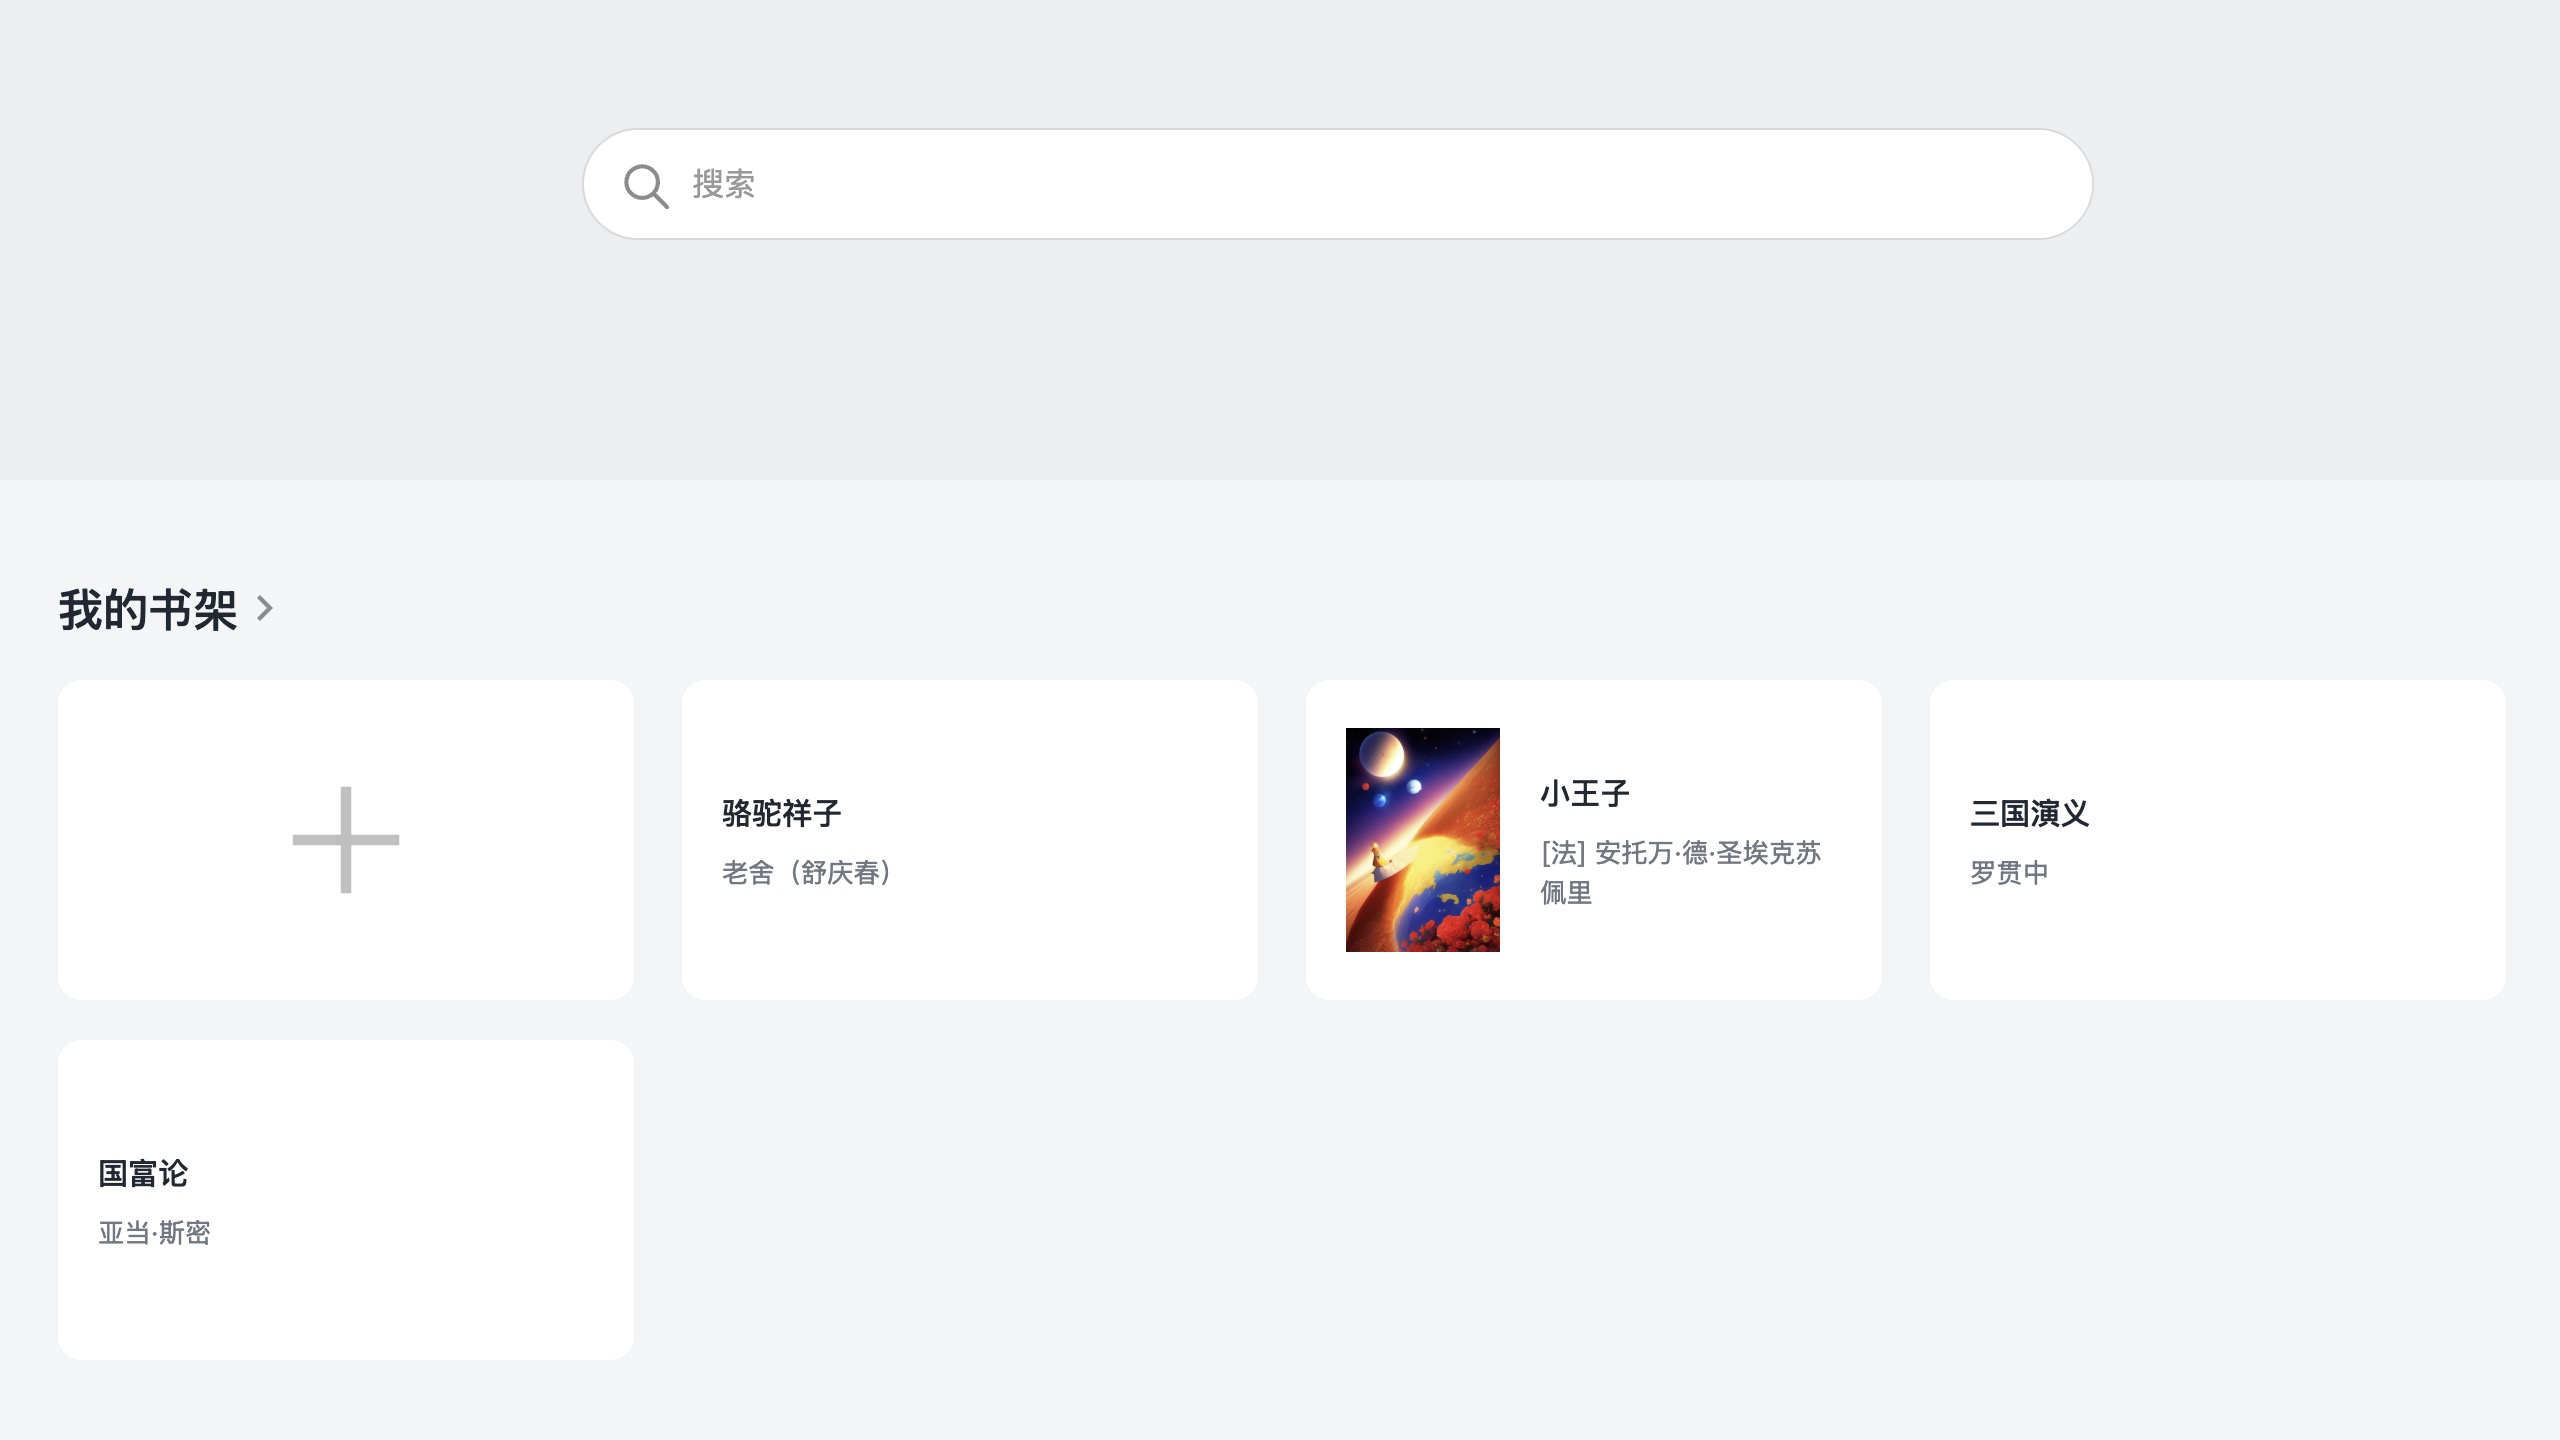 搜索
我的书架
骆驼祥子
老舍（舒庆春）
小王子
[法] 安托万·德·圣埃克苏
佩里
三国演义
罗贯中
国富论
亚当·斯密